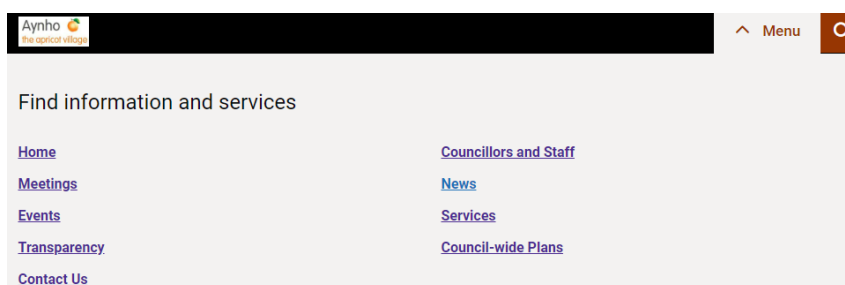 Aynho
the apricot village
Menu
Find information and services
Home
Councillors and Staff
Meetings
News
Events
Services
Transparency
Council-wide Plans
Contact Us